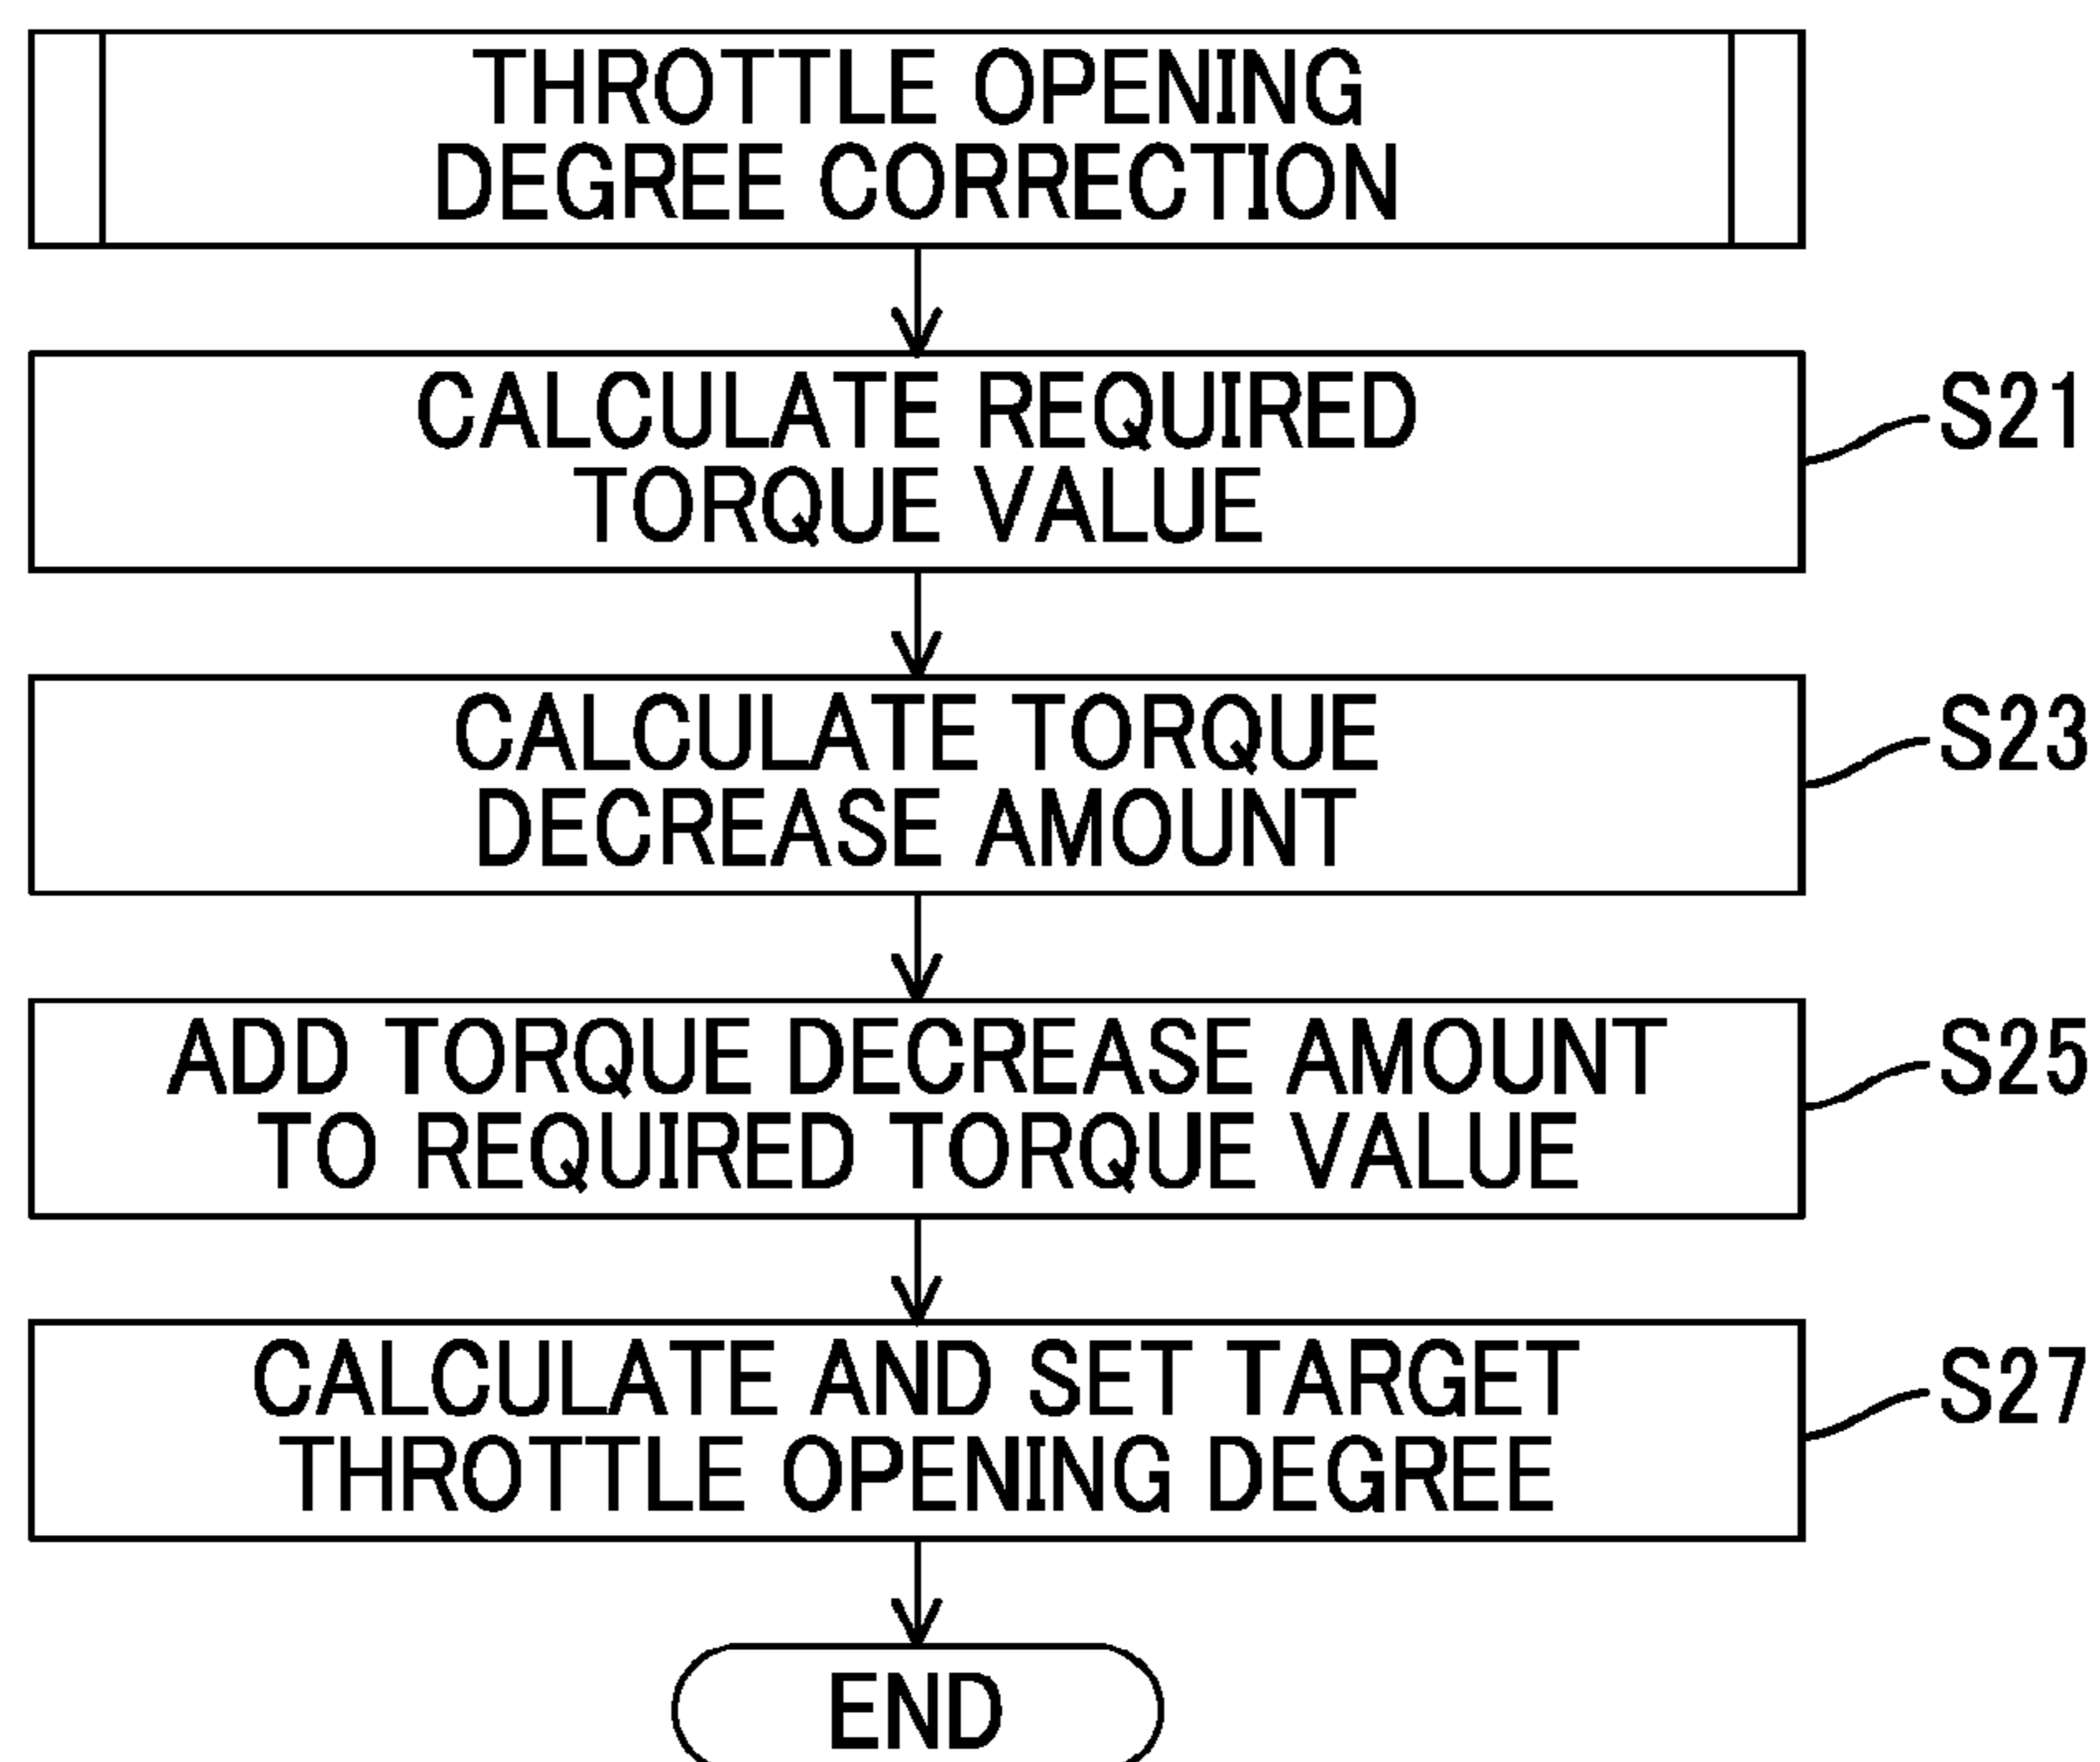 THROTTLE OPENING
DEGREE CORRECTION
CALCULATE REQUIRED
TORQUE VALUE
S21
CALCULATE TORQUE
DECREASE AMOUNT
S23
ADD TORQUE DECREASE AMOUNT
TO REQUIRED TORQUE VALUE
S25
CALCULATE AND SET TARGET
THROTTLE OPENING DEGREE
S27
END